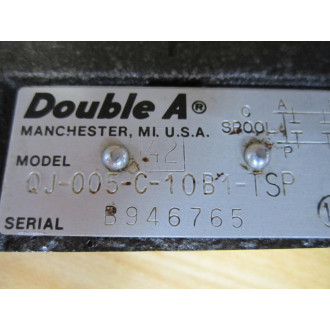 Double A®
MANCHESTER, MI. U.S.A.
C A
SPOOL
T
P
MODEL
QJ-005-C-10B1-TSP
SERIAL B946765